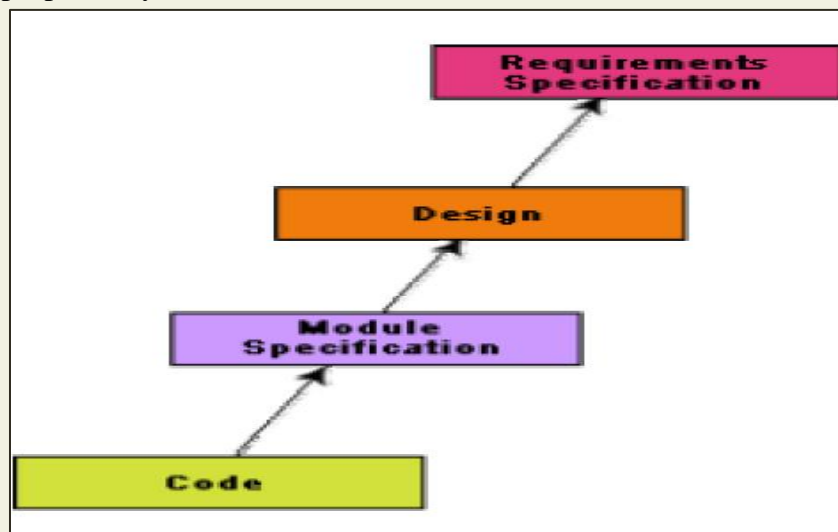 Requirements
Specification
Design
Module
Specification
Code